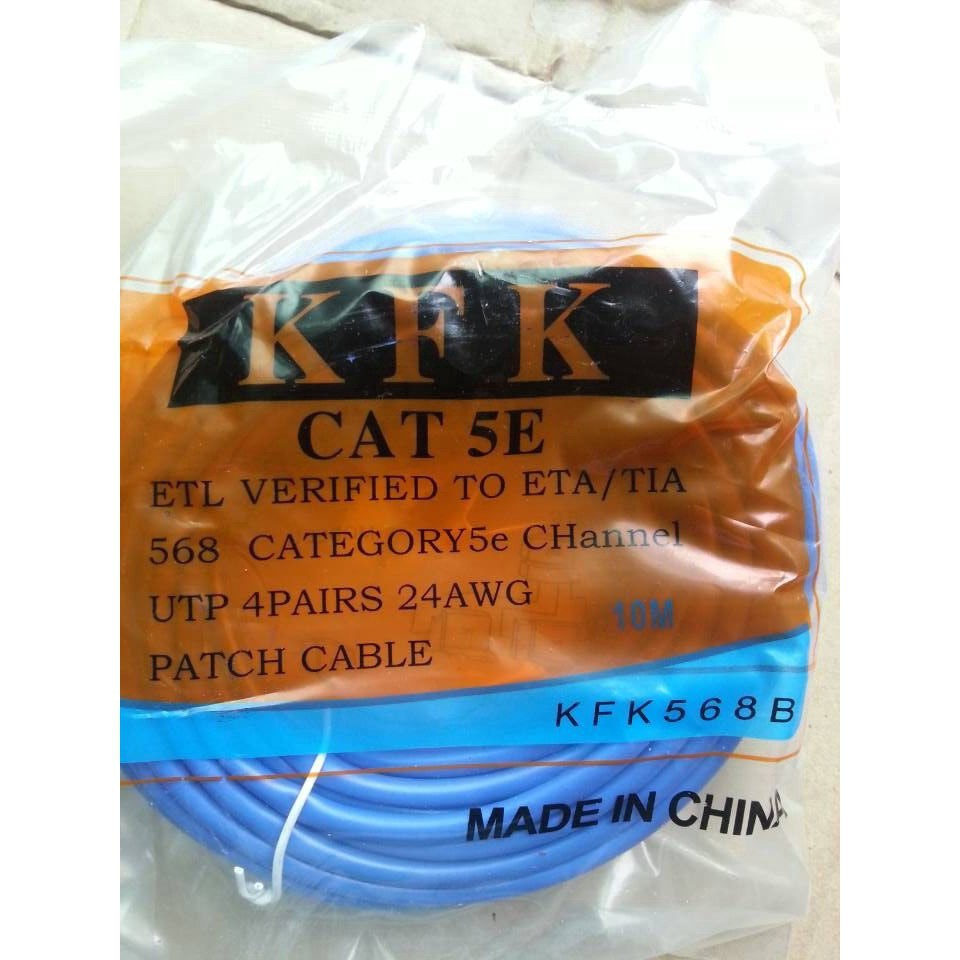 KFK
CAT 5E
ETL VERIFIED TO ETA/TIA
568 CATEGORY5e CHannel
UTP 4PAIRS 24AWG
10M
PATCH CABLE
KFK568B
MADE IN CHINA